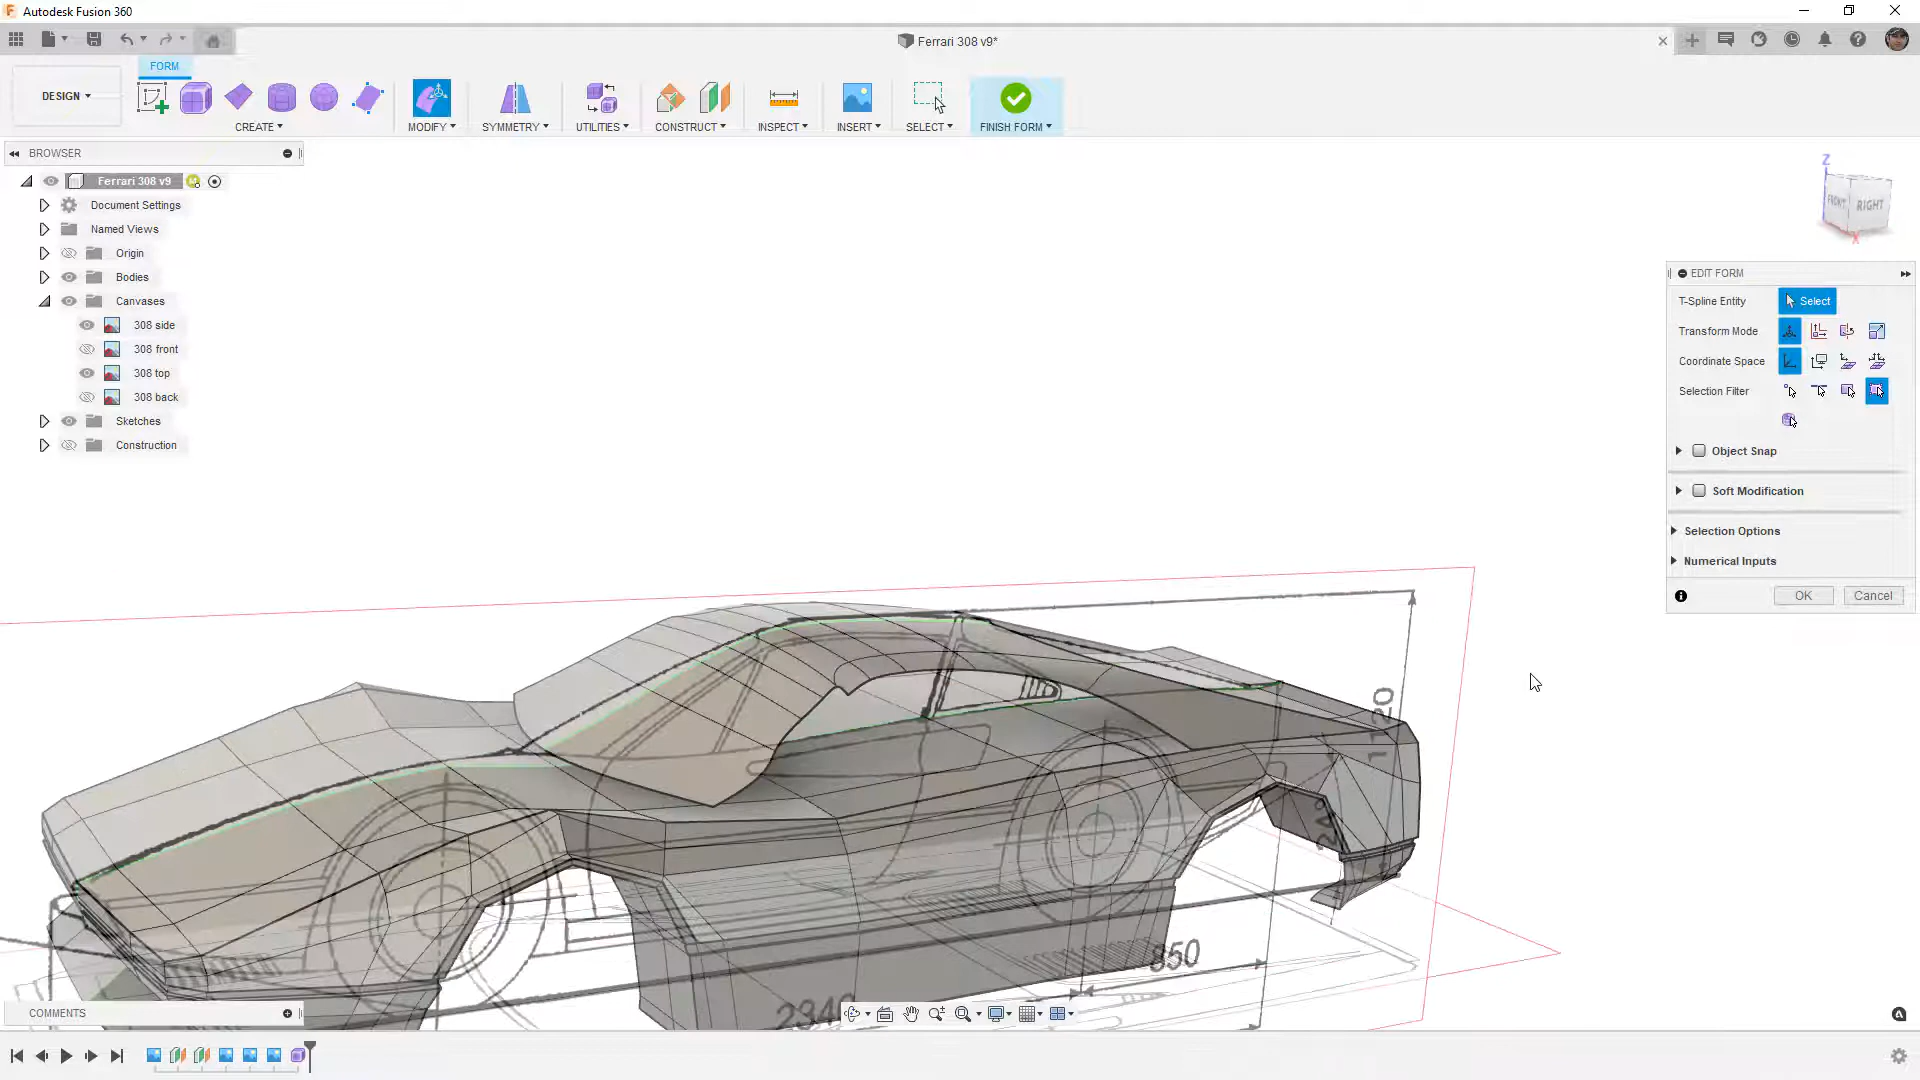 Autodesk Fusion 360
Ferrari 308 v9*
FORM
DESIGN
CREATE
MODIFY
SYMMETRY
UTILITIES
CONSTRUCT
INSPECT
INSERT
SELECT
FINISH FORM
BROWSER
Ferrari 308 v9
Document Settings
Named Views
Origin
Bodies
Canvases
308 side
308 front
308 top
308 back
Sketches
Construction
Z
FRONT
RIGHT
X
EDIT FORM
T-Spline Entity
Select
Transform Mode
Coordinate Space
Selection Filter
Object Snap
Soft Modification
Selection Options
Numerical Inputs
OK
Cancel
1120
850
2340
COMMENTS